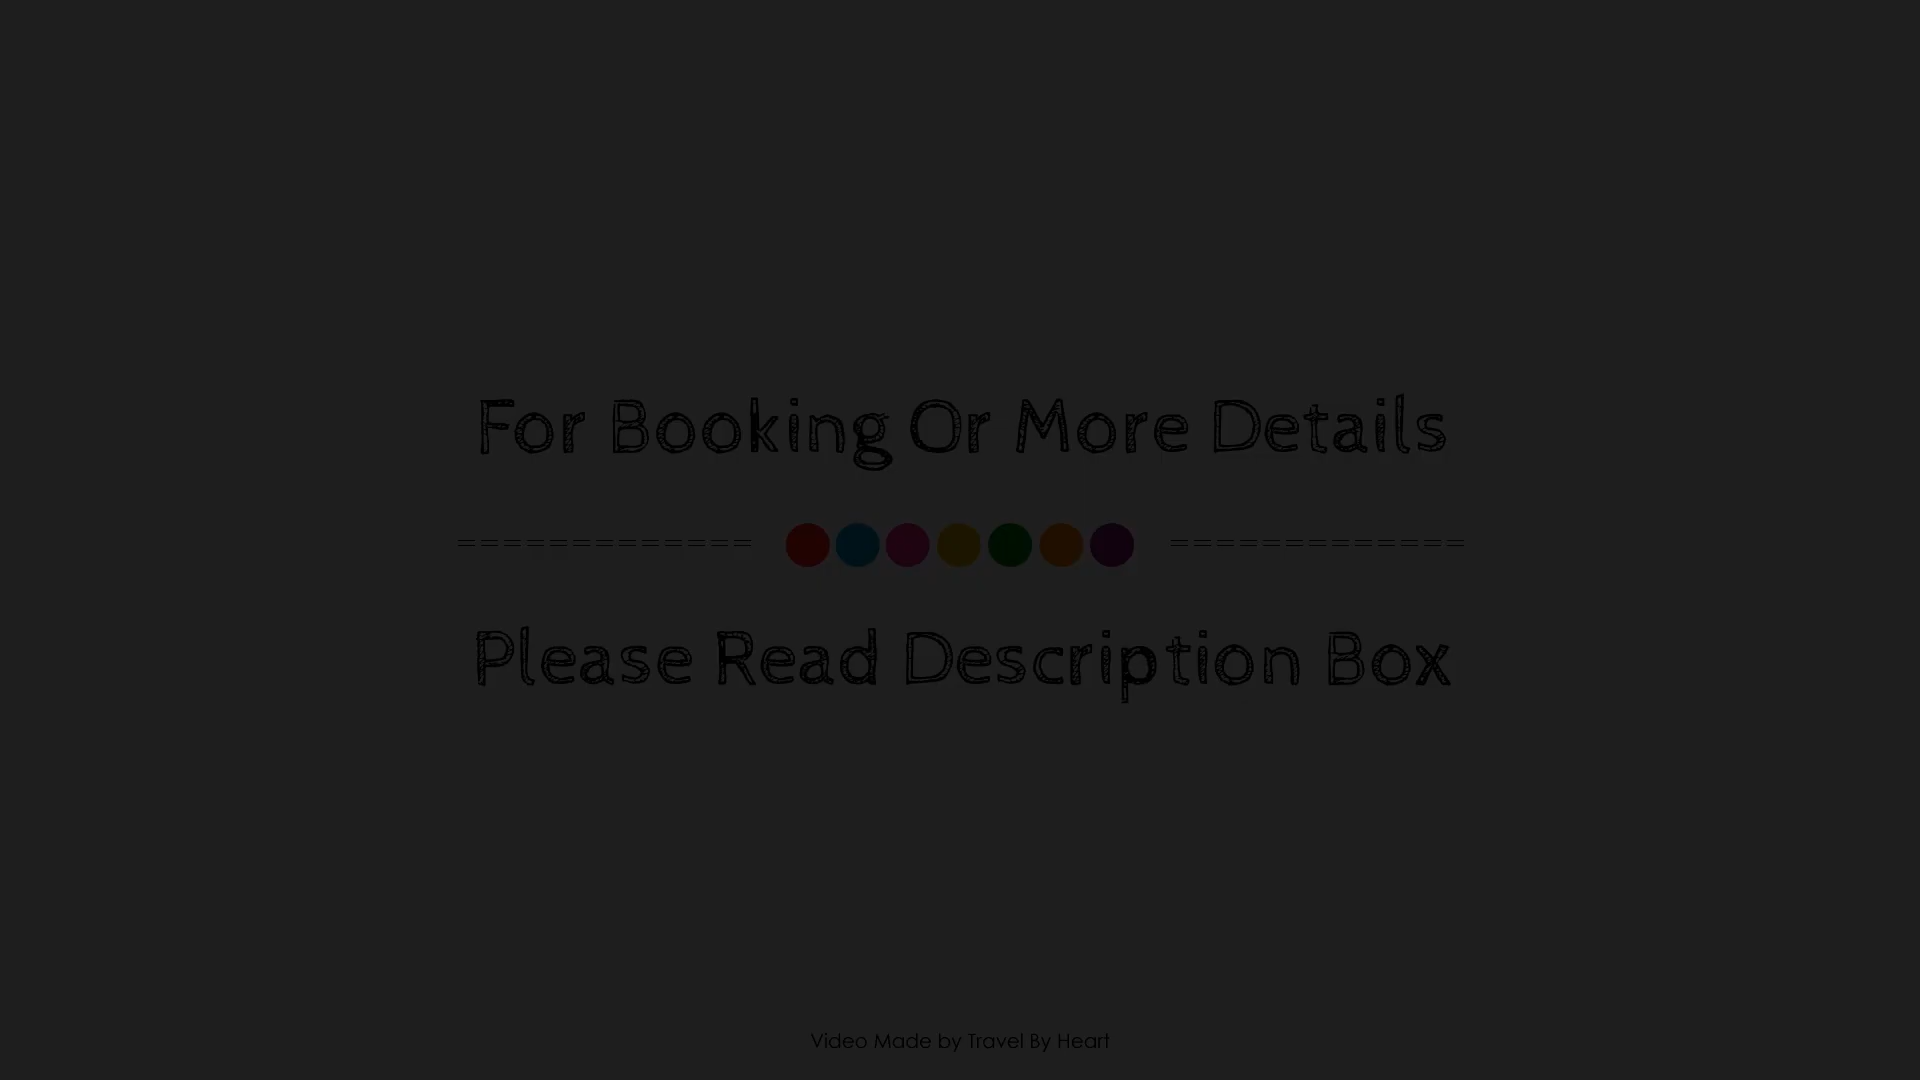 For Booking Or More Details
============= =============
Please Read Description Box
Video Made by Travel By Heart